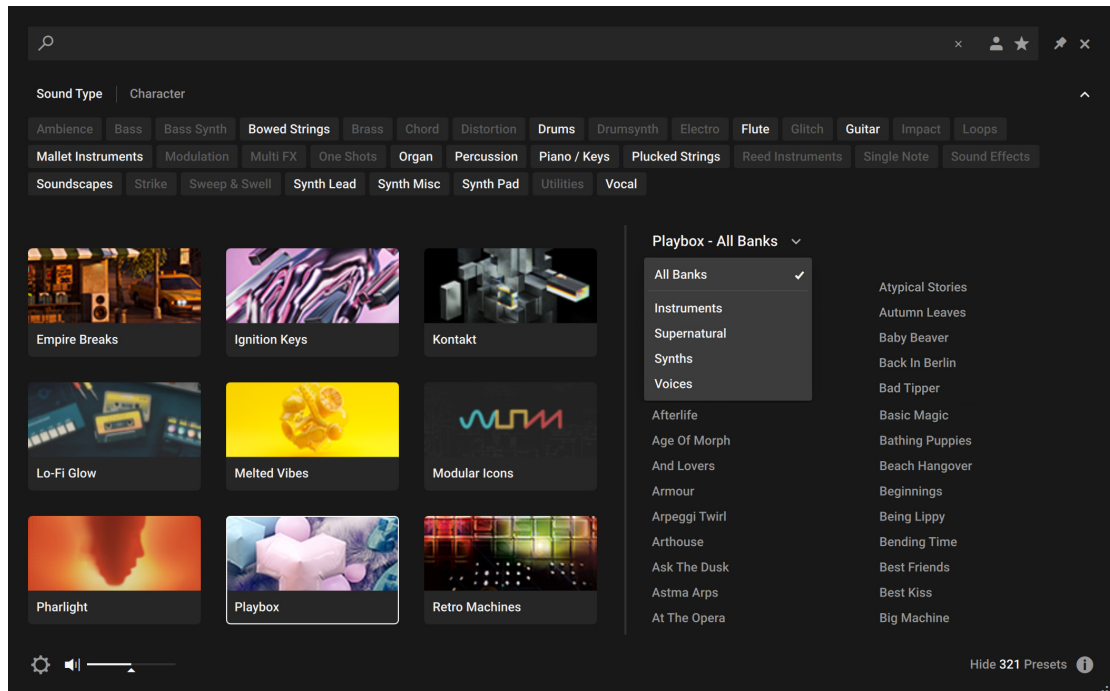 Sound Type Character
Ambience Bass Bass Synth Bowed Strings Brass Chord Distortion Drums Drumsynth Electro Flute Glitch Guitar Impact Loops
Mallet Instruments Modulation Multi FX One Shots Organ Percussion Piano / Keys Plucked Strings Reed Instruments Single Note Sound Effects
Soundscapes Strike Sweep & Swell Synth Lead Synth Misc Synth Pad Utilities Vocal
Empire Breaks
Ignition Keys
Kontakt
Lo-Fi Glow
Melted Vibes
Modular Icons
Pharlight
Playbox
Retro Machines
Playbox - All Banks
All Banks
Instruments
Supernatural
Synths
Voices
Afterlife
Age Of Morph
And Lovers
Armour
Arpeggi Twirl
Arthouse
Ask The Dusk
Astma Arps
At The Opera
Atypical Stories
Autumn Leaves
Baby Beaver
Back In Berlin
Bad Tipper
Basic Magic
Bathing Puppies
Beach Hangover
Beginnings
Being Lippy
Bending Time
Best Friends
Best Kiss
Big Machine
Hide 321 Presets